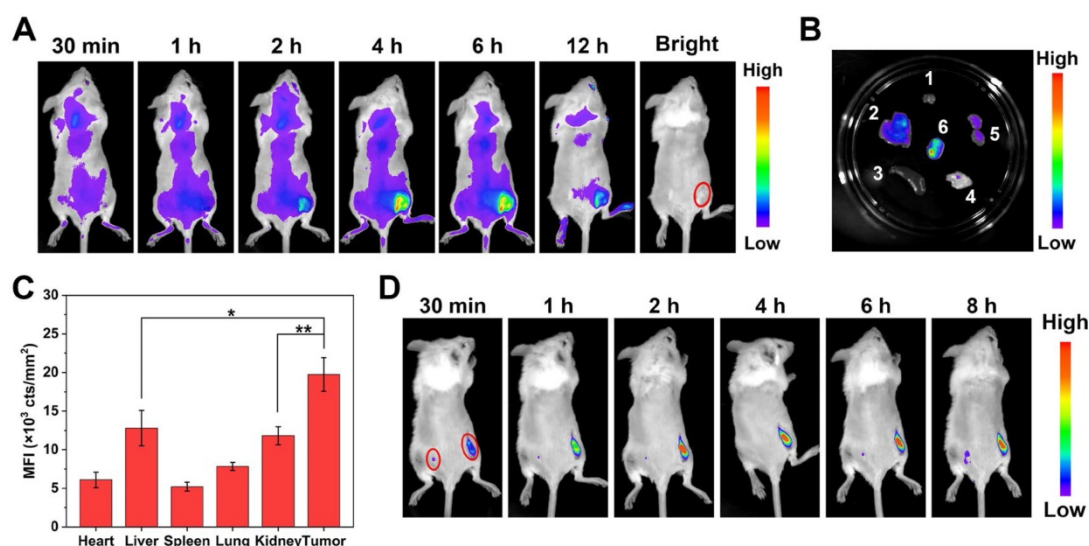 A
30 min
1 h
2 h
4 h
6 h
12 h
Bright
High
Low
B
1
2
3
4
5
6
High
Low
C
MFI (×10³ cts/mm²)
30
25
20
15
10
5
0
*
**
Heart
Liver
Spleen
Lung
Kidney
Tumor
D
30 min
1 h
2 h
4 h
6 h
8 h
High
Low